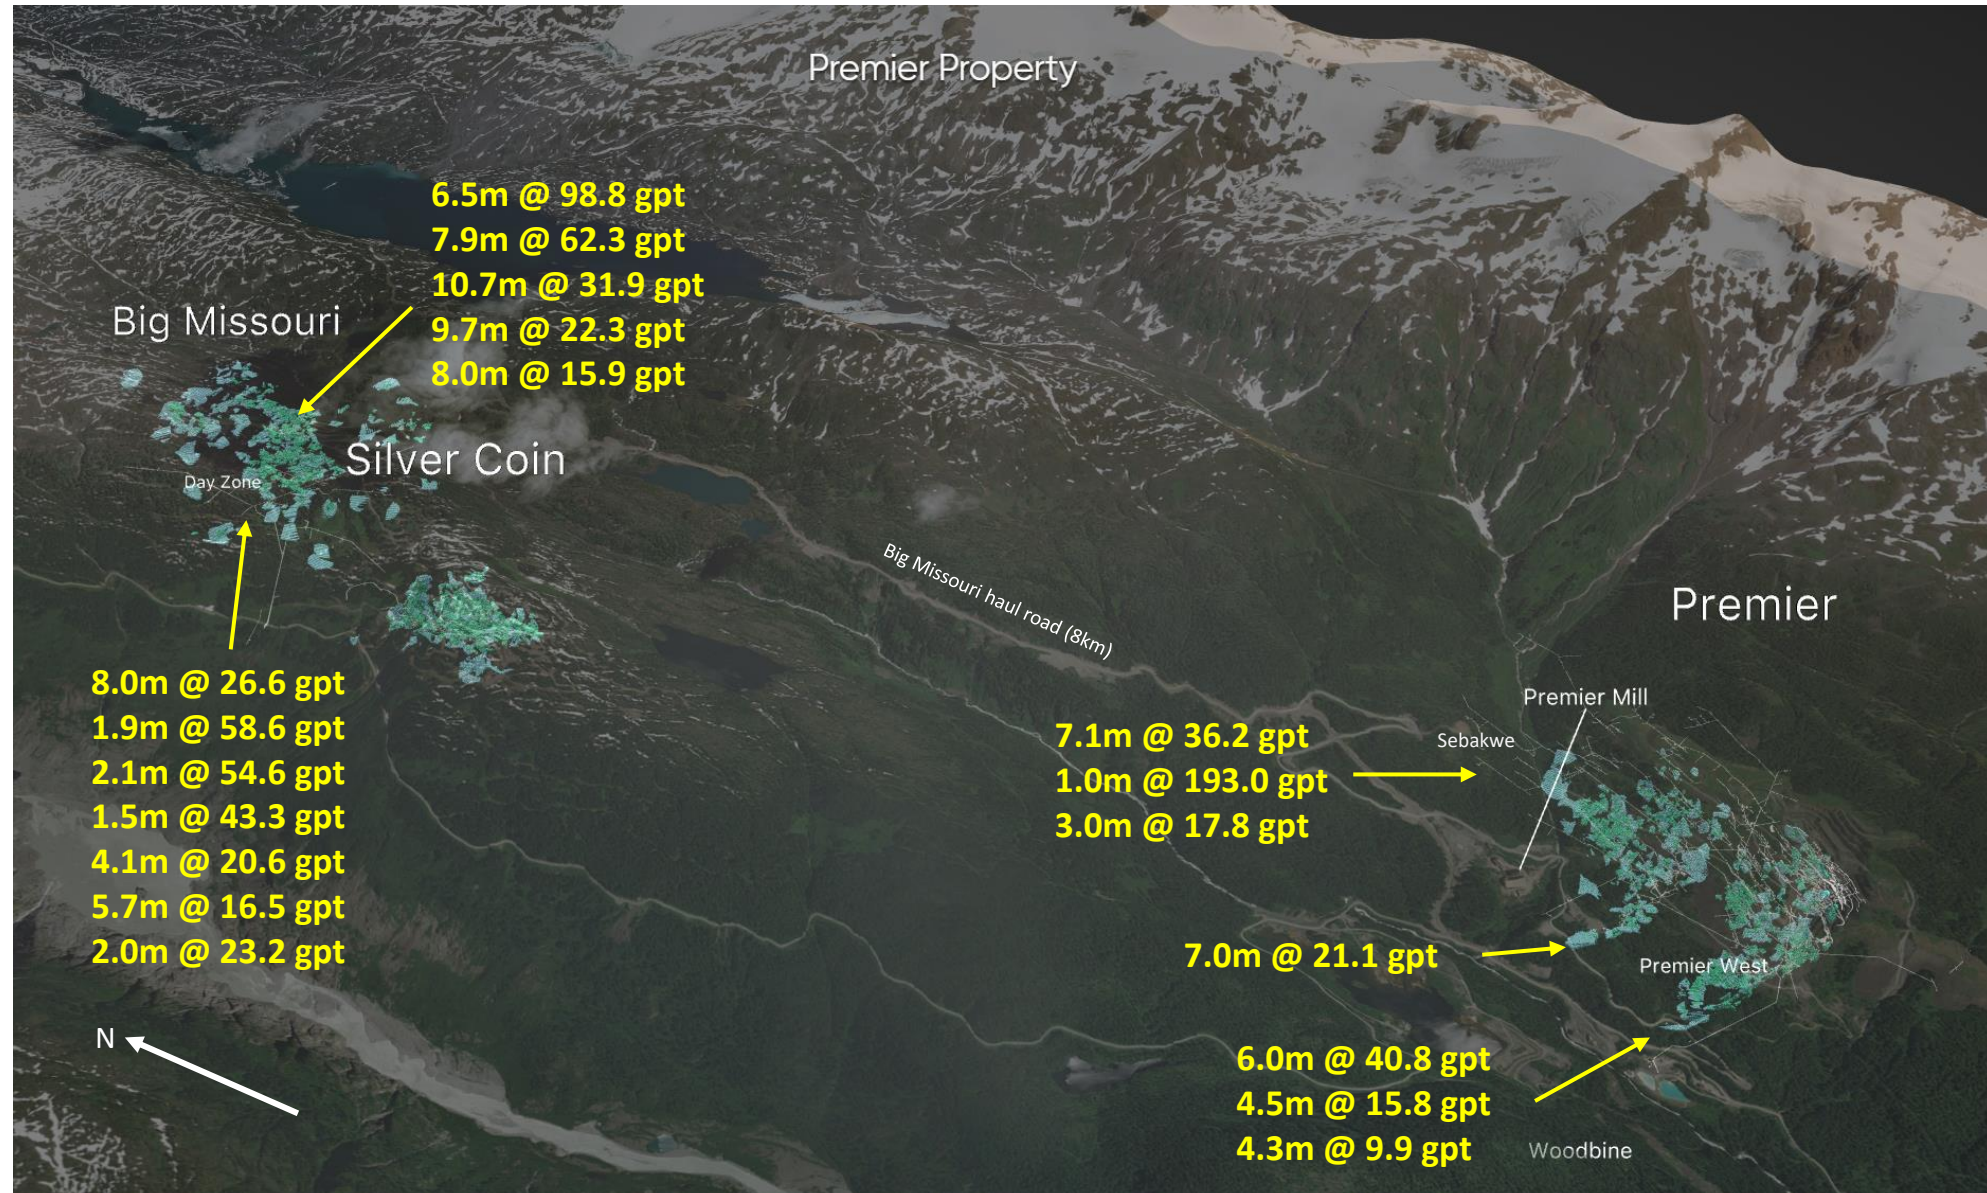 Premier Property
6.5m @ 98.8 gpt
7.9m @ 62.3 gpt
10.7m @ 31.9 gpt
9.7m @ 22.3 gpt
8.0m @ 15.9 gpt
Big Missouri
Silver Coin
Day Zone
Big Missouri haul road (8km)
Premier
8.0m @ 26.6 gpt
1.9m @ 58.6 gpt
2.1m @ 54.6 gpt
1.5m @ 43.3 gpt
4.1m @ 20.6 gpt
5.7m @ 16.5 gpt
2.0m @ 23.2 gpt
Premier Mill
Sebakwe
7.1m @ 36.2 gpt
1.0m @ 193.0 gpt
3.0m @ 17.8 gpt
7.0m @ 21.1 gpt
Premier West
N
6.0m @ 40.8 gpt
4.5m @ 15.8 gpt
4.3m @ 9.9 gpt
Woodbine